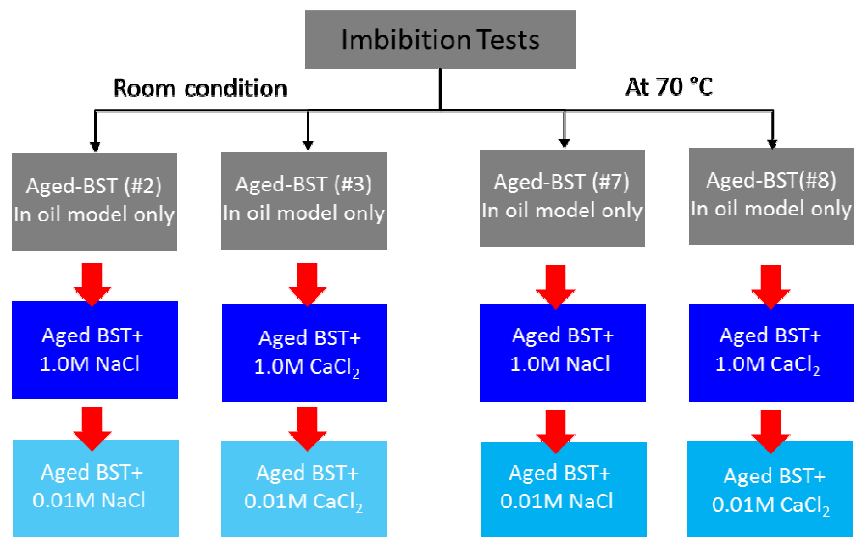 Imbibition Tests
Room condition
At 70 °C
Aged-BST (#2)
In oil model only
Aged-BST (#3)
In oil model only
Aged-BST (#7)
In oil model only
Aged-BST(#8)
In oil model only
Aged BST+
1.0M NaCl
Aged BST+
1.0M CaCl₂
Aged BST+
1.0M NaCl
Aged BST+
1.0M CaCl₂
Aged BST+
0.01M NaCl
Aged BST+
0.01M CaCl₂
Aged BST+
0.01M NaCl
Aged BST+
0.01M CaCl₂